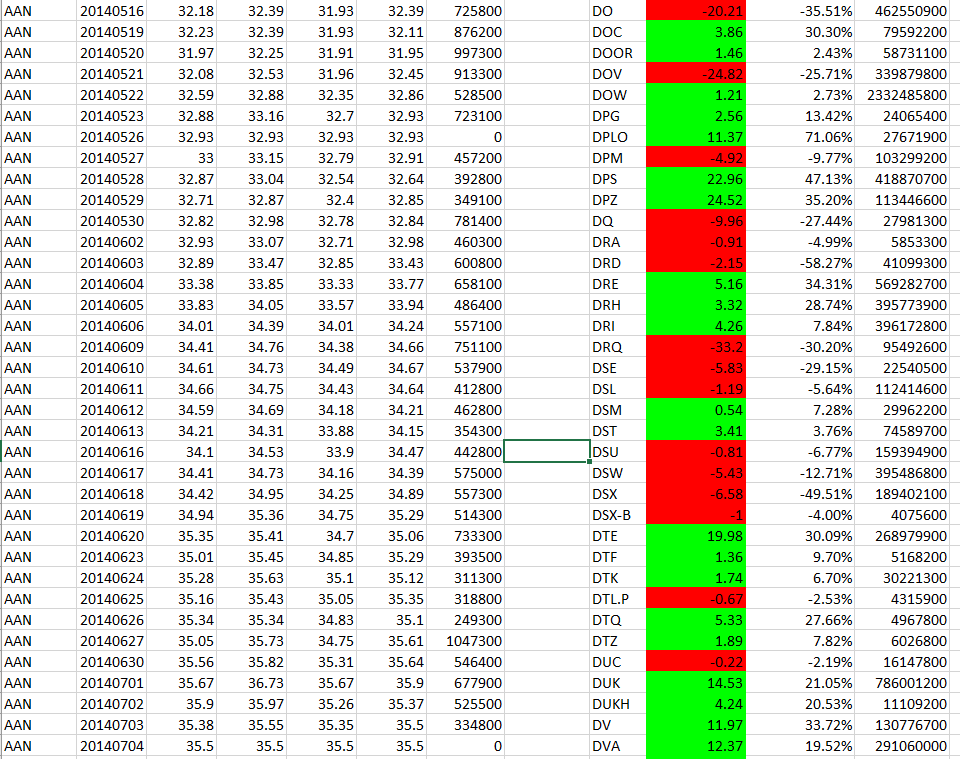 AAN 20140516 32.18 32.39 31.93 32.39 725800 DO -20.21 -35.51% 462550900
AAN 20140519 32.23 32.39 31.93 32.11 876200 DOC 3.86 30.30% 79592200
AAN 20140520 31.97 32.25 31.91 31.95 997300 DOOR 1.46 2.43% 58731100
AAN 20140521 32.08 32.53 31.96 32.45 913300 DOV -24.82 -25.71% 339879800
AAN 20140522 32.59 32.88 32.35 32.86 528500 DOW 1.21 2.73% 2332485800
AAN 20140523 32.88 33.16 32.7 32.93 723100 DPG 2.56 13.42% 24065400
AAN 20140526 32.93 32.93 32.93 32.93 0 DPLO 11.37 71.06% 27671900
AAN 20140527 33 33.15 32.79 32.91 457200 DPM -4.92 -9.77% 103299200
AAN 20140528 32.87 33.04 32.54 32.64 392800 DPS 22.96 47.13% 418870700
AAN 20140529 32.71 32.87 32.4 32.85 349100 DPZ 24.52 35.20% 113446600
AAN 20140530 32.82 32.98 32.78 32.84 781400 DQ -9.96 -27.44% 27981300
AAN 20140602 32.93 33.07 32.71 32.98 460300 DRA -0.91 -4.99% 5853300
AAN 20140603 32.89 33.47 32.85 33.43 600800 DRD -2.15 -58.27% 41099300
AAN 20140604 33.38 33.85 33.33 33.77 658100 DRE 5.16 34.31% 569282700
AAN 20140605 33.83 34.05 33.57 33.94 486400 DRH 3.32 28.74% 395773900
AAN 20140606 34.01 34.39 34.01 34.24 557100 DRI 4.26 7.84% 396172800
AAN 20140609 34.41 34.76 34.38 34.66 751100 DRQ -33.2 -30.20% 95492600
AAN 20140610 34.61 34.73 34.49 34.67 537900 DSE -5.83 -29.15% 22540500
AAN 20140611 34.66 34.75 34.43 34.64 412800 DSL -1.19 -5.64% 112414600
AAN 20140612 34.59 34.69 34.18 34.21 462800 DSM 0.54 7.28% 29962200
AAN 20140613 34.21 34.31 33.88 34.15 354300 DST 3.41 3.76% 74589700
AAN 20140616 34.1 34.53 33.9 34.47 442800 DSU -0.81 -6.77% 159394900
AAN 20140617 34.41 34.73 34.16 34.39 575000 DSW -5.43 -12.71% 395486800
AAN 20140618 34.42 34.95 34.25 34.89 557300 DSX -6.58 -49.51% 189402100
AAN 20140619 34.94 35.36 34.75 35.29 514300 DSX-B -1 -4.00% 4075600
AAN 20140620 35.35 35.41 34.7 35.06 733300 DTE 19.98 30.09% 268979900
AAN 20140623 35.01 35.45 34.85 35.29 393500 DTF 1.36 9.70% 5168200
AAN 20140624 35.28 35.63 35.1 35.12 311300 DTK 1.74 6.70% 30221300
AAN 20140625 35.16 35.43 35.05 35.35 318800 DTL.P -0.67 -2.53% 4315900
AAN 20140626 35.34 35.34 34.83 35.1 249300 DTQ 5.33 27.66% 4967800
AAN 20140627 35.05 35.73 34.75 35.61 1047300 DTZ 1.89 7.82% 6026800
AAN 20140630 35.56 35.82 35.31 35.64 546400 DUC -0.22 -2.19% 16147800
AAN 20140701 35.67 36.73 35.67 35.9 677900 DUK 14.53 21.05% 786001200
AAN 20140702 35.9 35.97 35.26 35.37 525500 DUKH 4.24 20.53% 11109200
AAN 20140703 35.38 35.55 35.35 35.5 334800 DV 11.97 33.72% 130776700
AAN 20140704 35.5 35.5 35.5 35.5 0 DVA 12.37 19.52% 291060000